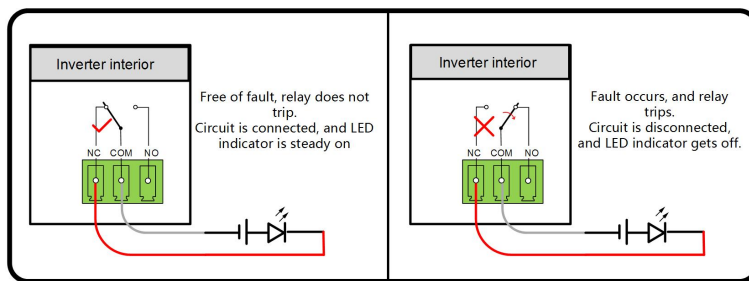 Inverter interior
Free of fault, relay does not
trip.
Circuit is connected, and LED
indicator is steady on
NC COM NO
Inverter interior
Fault occurs, and relay
trips.
Circuit is disconnected,
and LED indicator gets off.
NC COM NO